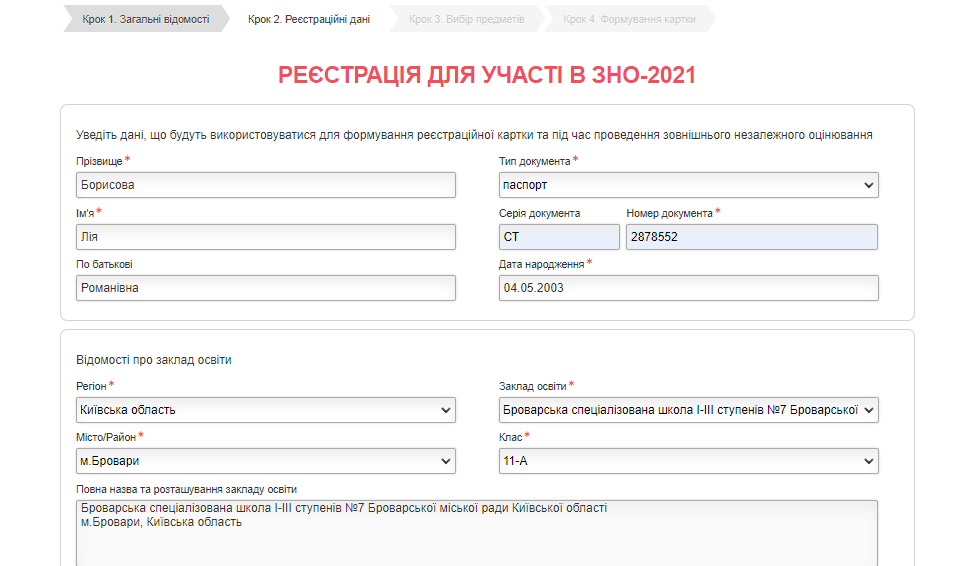 Крок 1. Загальні відомості Крок 2. Реєстраційні дані Крок 3. Вибір предметів Крок 4. Формування картки
РЕЄСТРАЦІЯ ДЛЯ УЧАСТІ В ЗНО-2021
Уведіть дані, що будуть використовуватися для формування реєстраційної картки та під час проведення зовнішнього незалежного оцінювання
Прізвище * Тип документа *
Борисова паспорт
Ім'я * Серія документа Номер документа *
Лія СТ 2878552
По батькові Дата народження *
Романівна 04.05.2003
Відомості про заклад освіти
Регіон * Заклад освіти *
Київська область Броварська спеціалізована школа І-ІІІ ступенів №7 Броварської
Місто/Район * Клас *
м.Бровари 11-А
Повна назва та розташування закладу освіти
Броварська спеціалізована школа І-ІІІ ступенів №7 Броварської міської ради Київської області
м.Бровари, Київська область